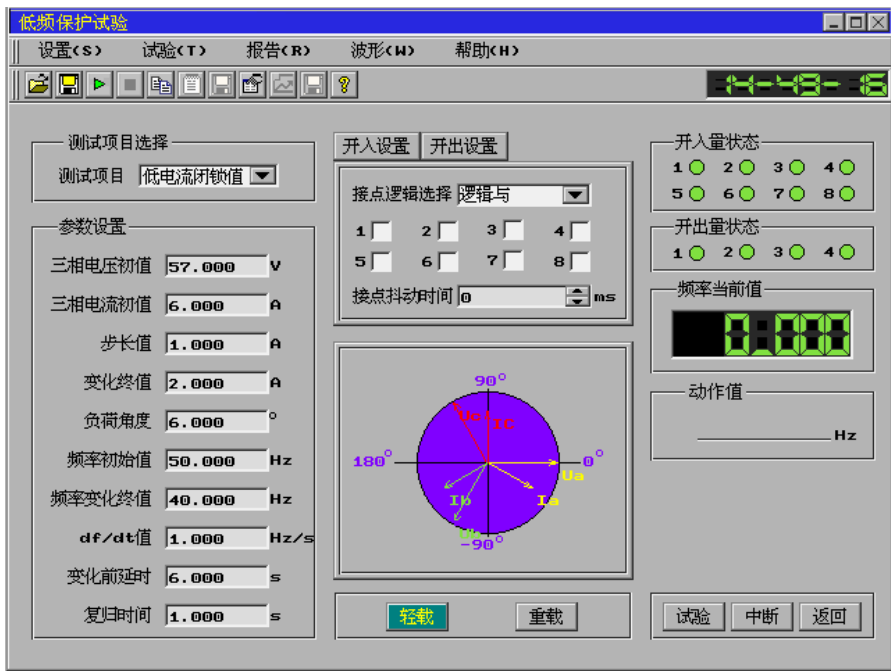 低频保护试验
设置(S) 试验(T) 报告(R) 波形(W) 帮助(H)
14-49-16
测试项目选择
测试项目 低电流闭锁值
参数设置
三相电压初值 57.000 V
三相电流初值 6.000 A
步长值 1.000 A
变化终值 2.000 A
负荷角度 6.000 °
频率初始值 50.000 Hz
频率变化终值 40.000 Hz
df/dt值 1.000 Hz/s
变化前延时 6.000 s
复归时间 1.000 s
开入设置 开出设置
接点逻辑选择 逻辑与
1 2 3 4
5 6 7 8
接点抖动时间 0 ms
90°
Uc IC
180° 0°
Ua
Ib Ia
Ub
-90°
轻载 重载
开入量状态
1 2 3 4
5 6 7 8
开出量状态
1 2 3 4
频率当前值
0.000
动作值
Hz
试验 中断 返回